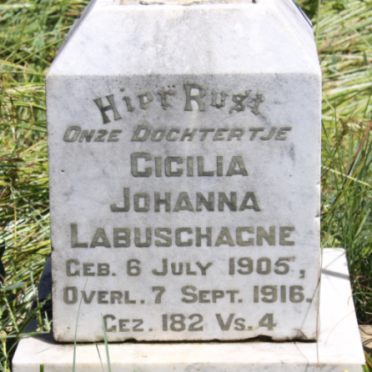 Hier Rust
Onze Dochtertje
Cicilia
Johanna
Labuschagne
Geb. 6 July 1905,
Overl. 7 Sept. 1916.
Gez. 182 Vs. 4